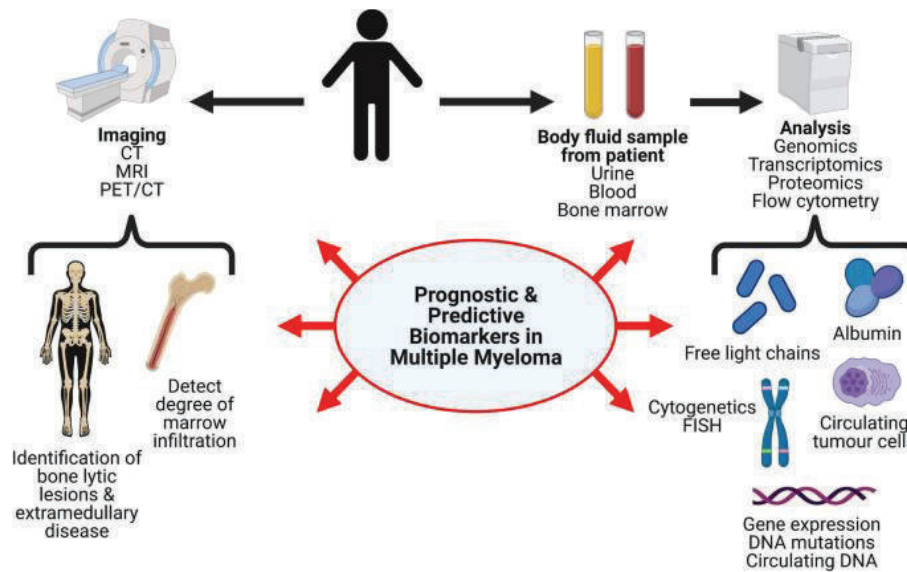 Imaging
CT
MRI
PET/CT
Body fluid sample
from patient
Urine
Blood
Bone marrow
Analysis
Genomics
Transcriptomics
Proteomics
Flow cytometry
Prognostic &
Predictive
Biomarkers in
Multiple Myeloma
Detect
degree of
marrow
infiltration
Identification of
bone lytic
lesions &
extramedullary
disease
Free light chains
Albumin
Cytogenetics
FISH
Circulating
tumour cell
Gene expression
DNA mutations
Circulating DNA